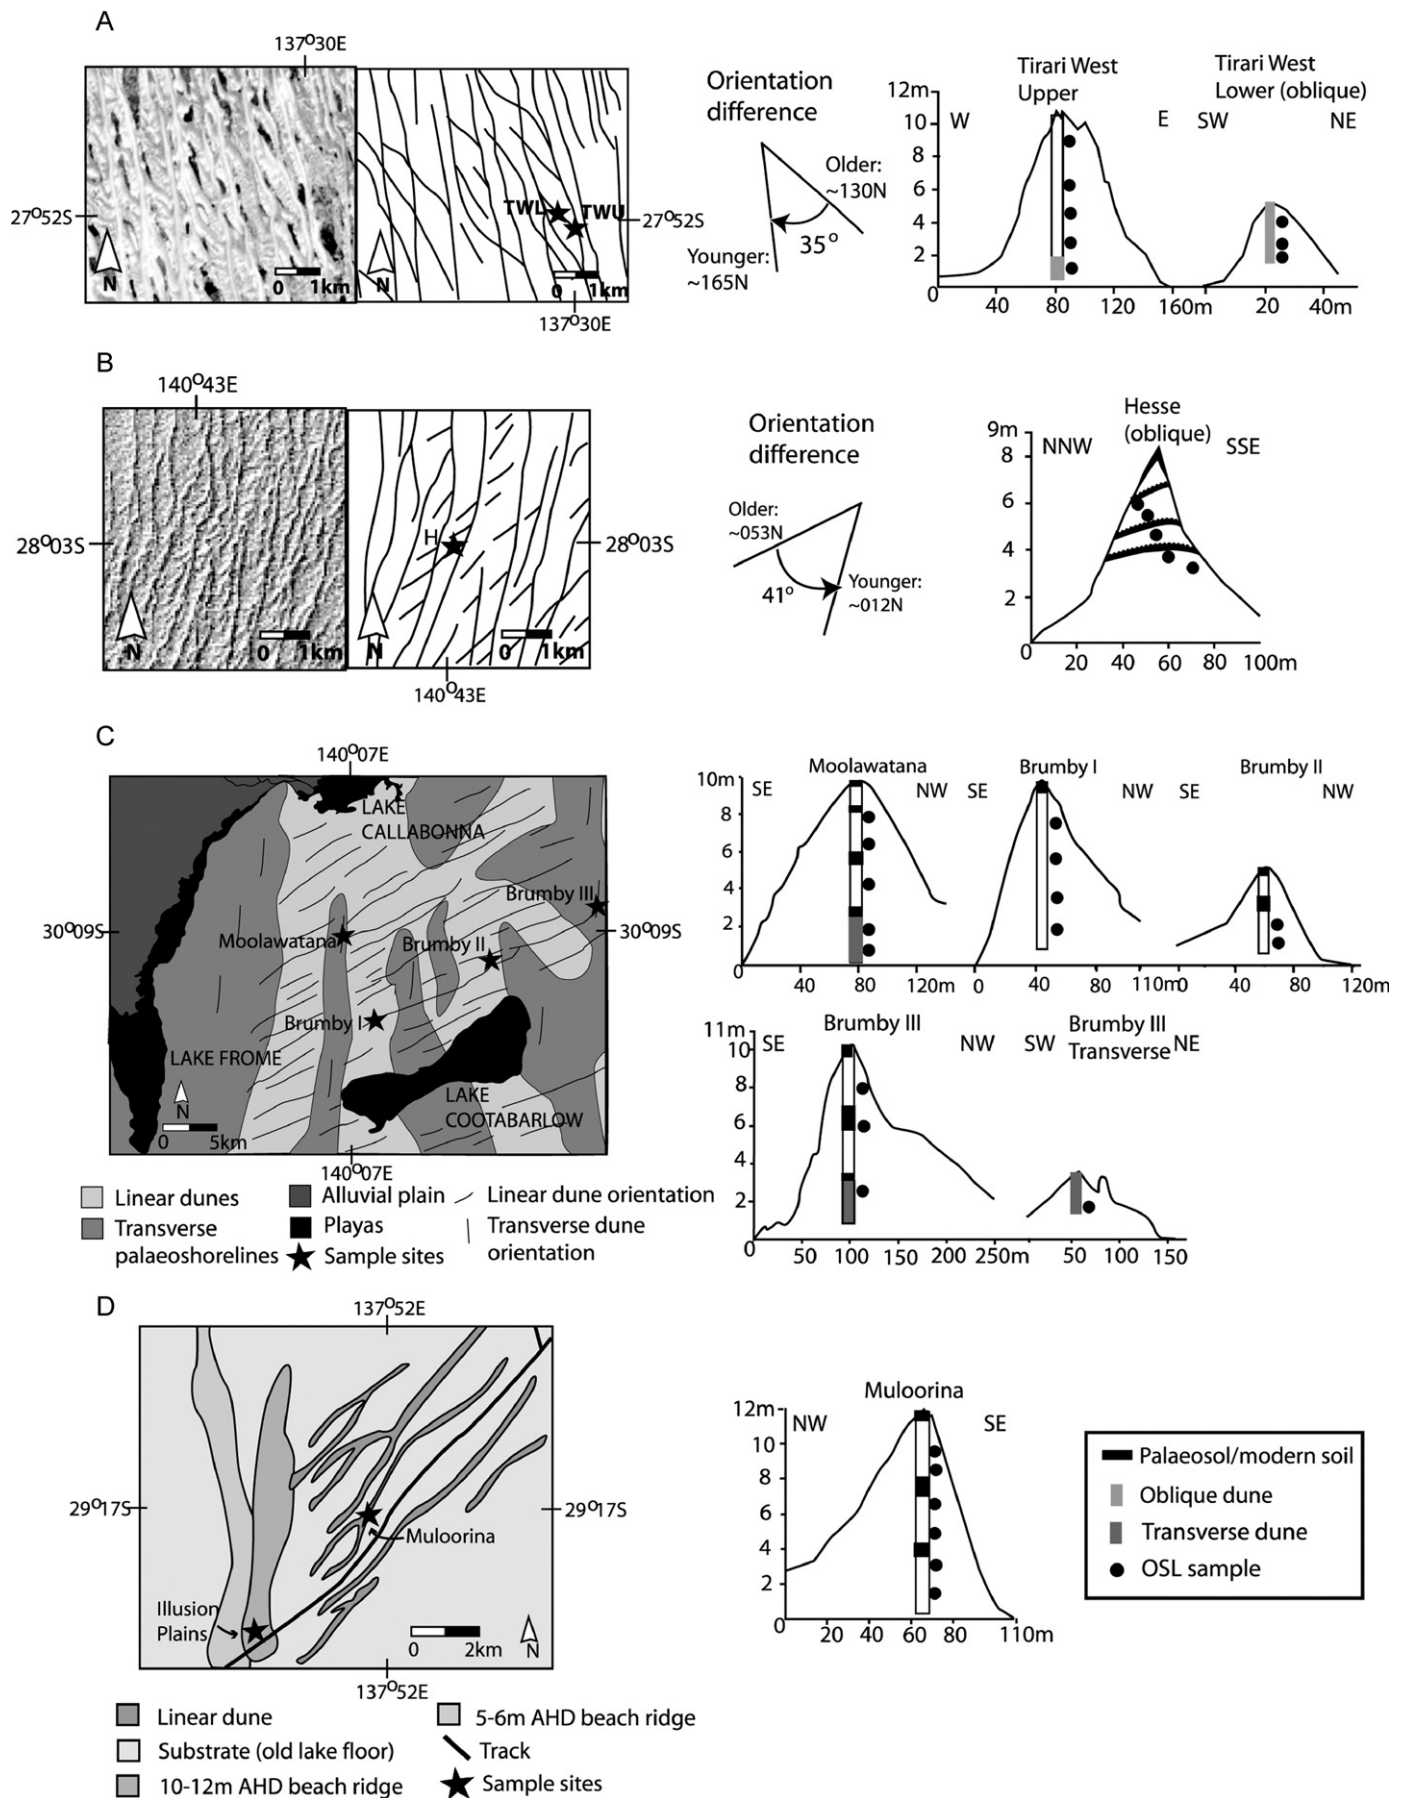 A
137°30E
27°52S
N
0 1km
TWL
TWU
27°52S
N
0 1km
137°30E
Orientation
difference
Older:
~130N
35°
Younger:
~165N
Tirari West
Upper
Tirari West
Lower (oblique)
12m
W
E
SW
NE
10
8
6
4
2
0 40 80 120 160m 20 40m
B
140°43E
28°03S
H
28°03S
N
0 1km
N
0 1km
140°43E
Orientation
difference
Older:
~053N
41°
Younger:
~012N
Hesse
(oblique)
9m
NNW
SSE
8
6
4
2
0 20 40 60 80 100m
C
140°07E
LAKE
CALLABONNA
Brumby III
30°09S
30°09S
Moolawatana
Brumby II
Brumby I
LAKE FROME
LAKE
COOTABARLOW
N
0 5km
140°07E
Linear dunes
Alluvial plain
Linear dune orientation
Transverse
palaeoshorelines
Playas
Transverse dune
orientation
Sample sites
Moolawatana
Brumby I
Brumby II
10m
SE
NW
SE
NW
SE
NW
8
6
4
2
0 40 80 120m 0 40 80 110m 0 40 80 120m
Brumby III
Brumby III
Transverse
11m
10
SE
NW
SW
NE
8
6
4
2
0 50 100 150 200 250m 50 100 150
D
137°52E
29°17S
29°17S
Muloorina
Illusion
Plains
0 2km
N
137°52E
Linear dune
5-6m AHD beach ridge
Substrate (old lake floor)
Track
10-12m AHD beach ridge
Sample sites
Muloorina
12m
NW
SE
10
8
6
4
2
0 20 40 60 80 110m
Palaeosol/modern soil
Oblique dune
Transverse dune
OSL sample